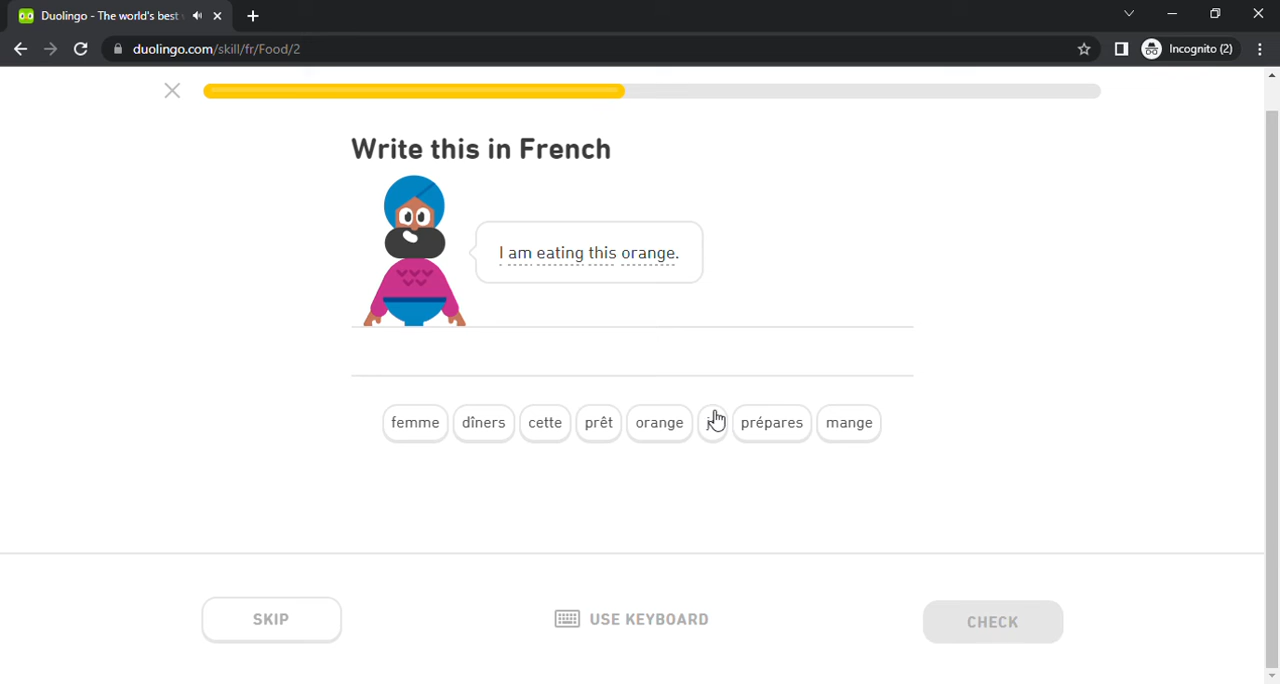 Duolingo - The world's best
duolingo.com/skill/fr/Food/2
Incognito (2)
Write this in French
I am eating this orange.
femme dîners cette prêt orange prépares mange
SKIP USE KEYBOARD CHECK